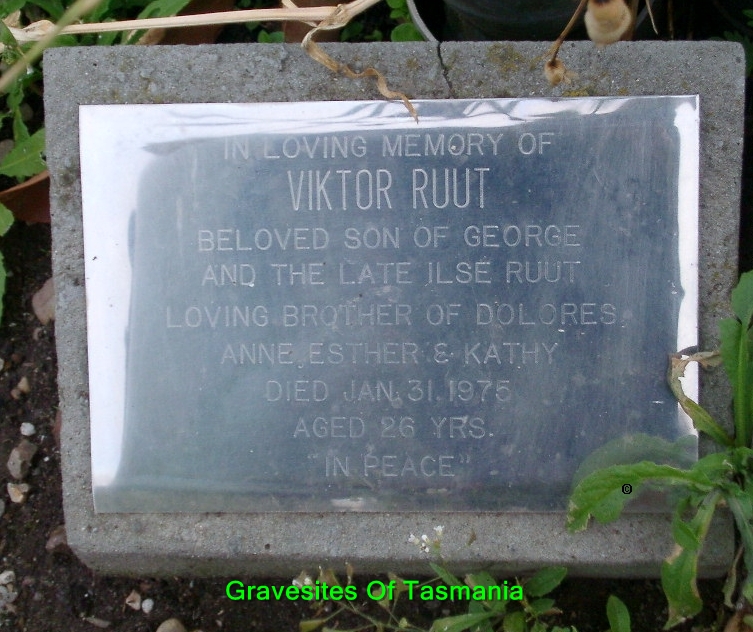 IN LOVING MEMORY OF
VIKTOR RUUT
BELOVED SON OF GEORGE
AND THE LATE ILSE RUUT
LOVING BROTHER OF DOLORES
ANNE, ESTHER & KATHY
DIED JAN. 31. 1975
AGED 26 YRS.
"IN PEACE"
©
Gravesites Of Tasmania